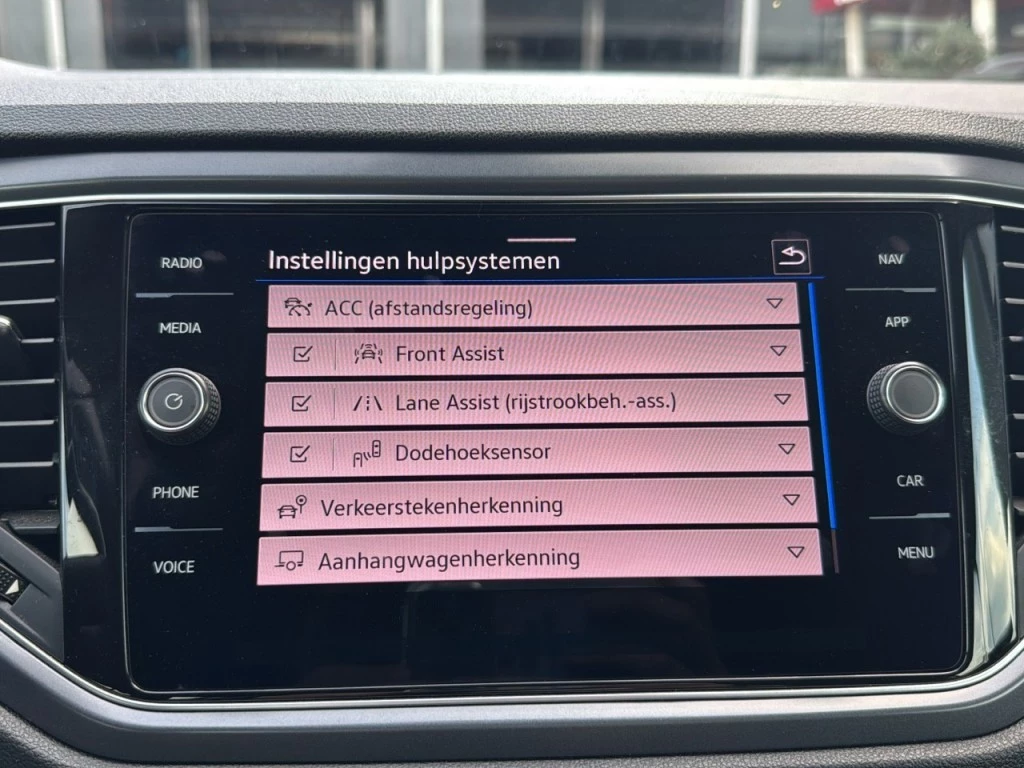 RADIO
MEDIA
PHONE
VOICE
Instellingen hulpsystemen
ACC (afstandsregeling)
Front Assist
Lane Assist (rijstrookbeh.-ass.)
Dodehoeksensor
Verkeerstekenherkenning
Aanhangwagenherkenning
NAV
APP
CAR
MENU